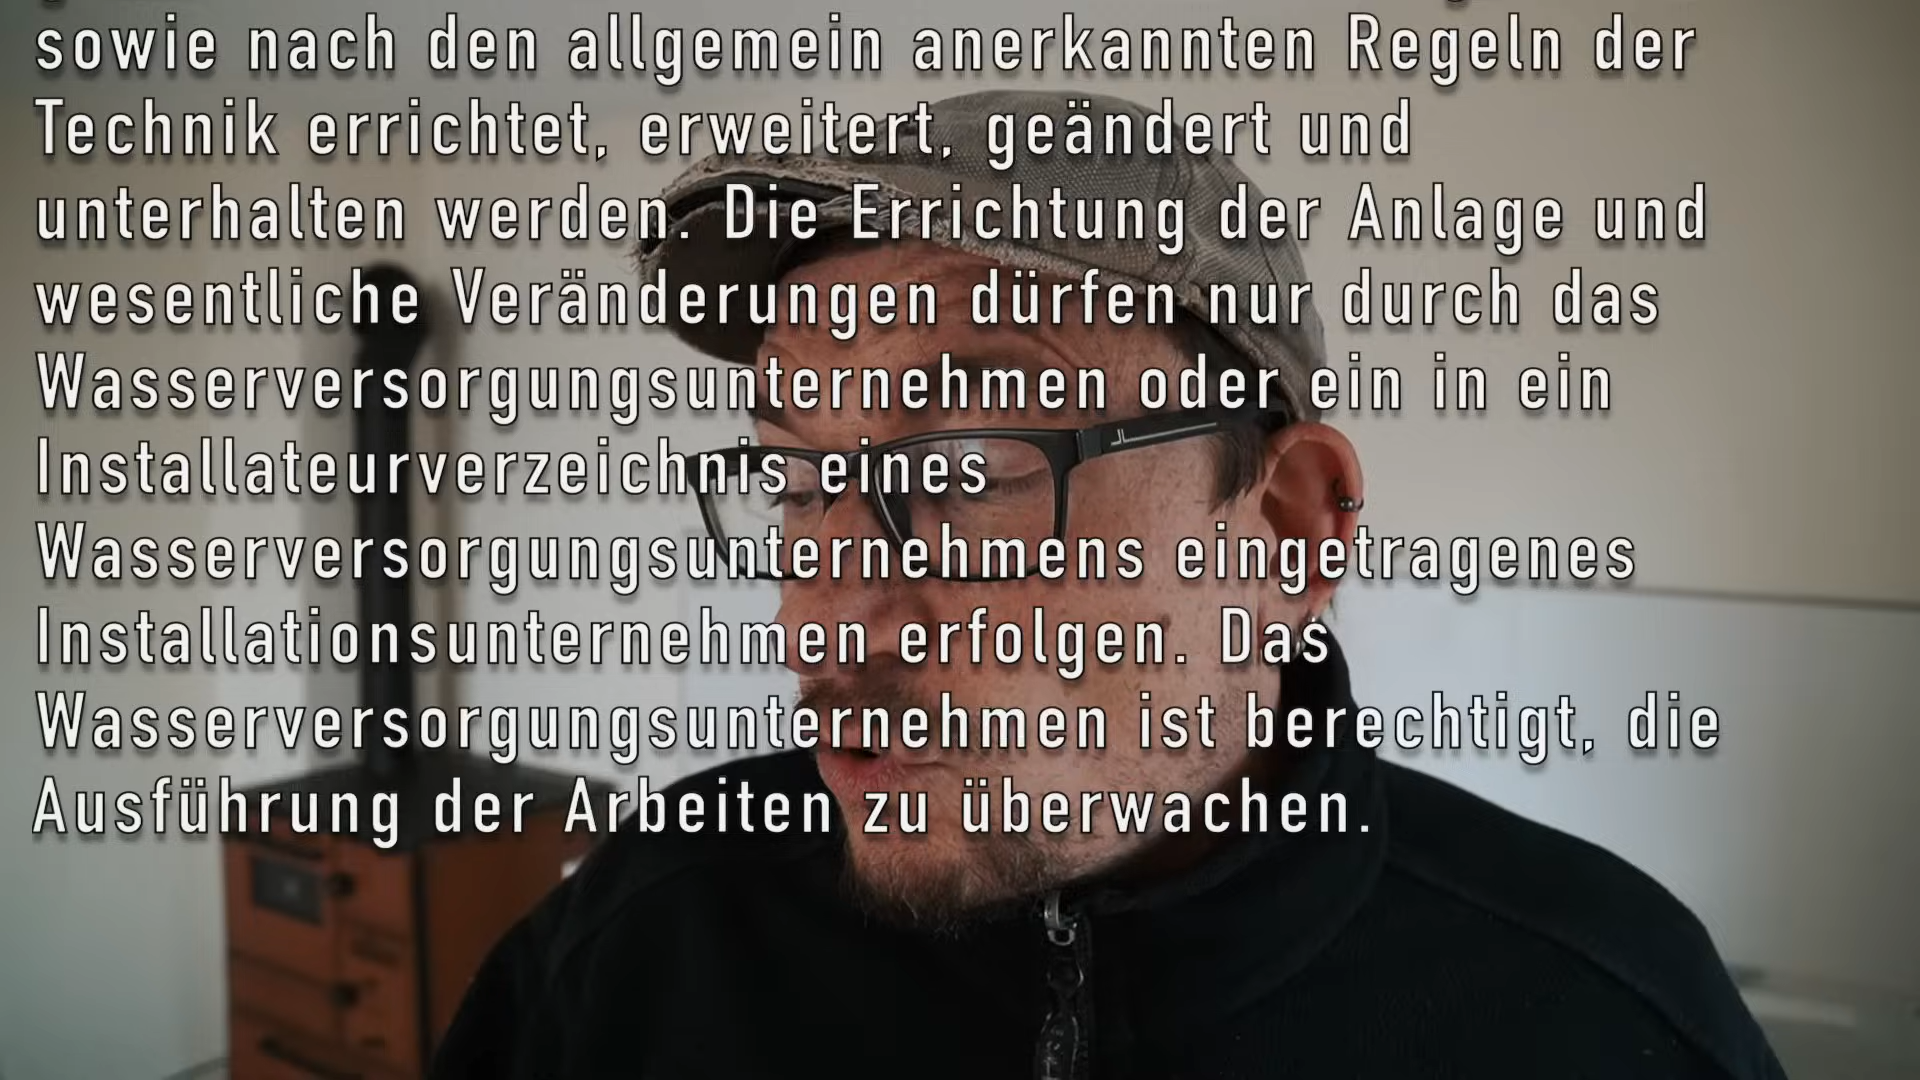 sowie nach den allgemein anerkannten Regeln der
Technik errichtet, erweitert, geändert und
unterhalten werden. Die Errichtung der Anlage und
wesentliche Veränderungen dürfen nur durch das
Wasserversorgungsunternehmen oder ein in ein
Installateurverzeichnis eines
Wasserversorgungsunternehmens eingetragenes
Installationsunternehmen erfolgen. Das
Wasserversorgungsunternehmen ist berechtigt, die
Ausführung der Arbeiten zu überwachen.